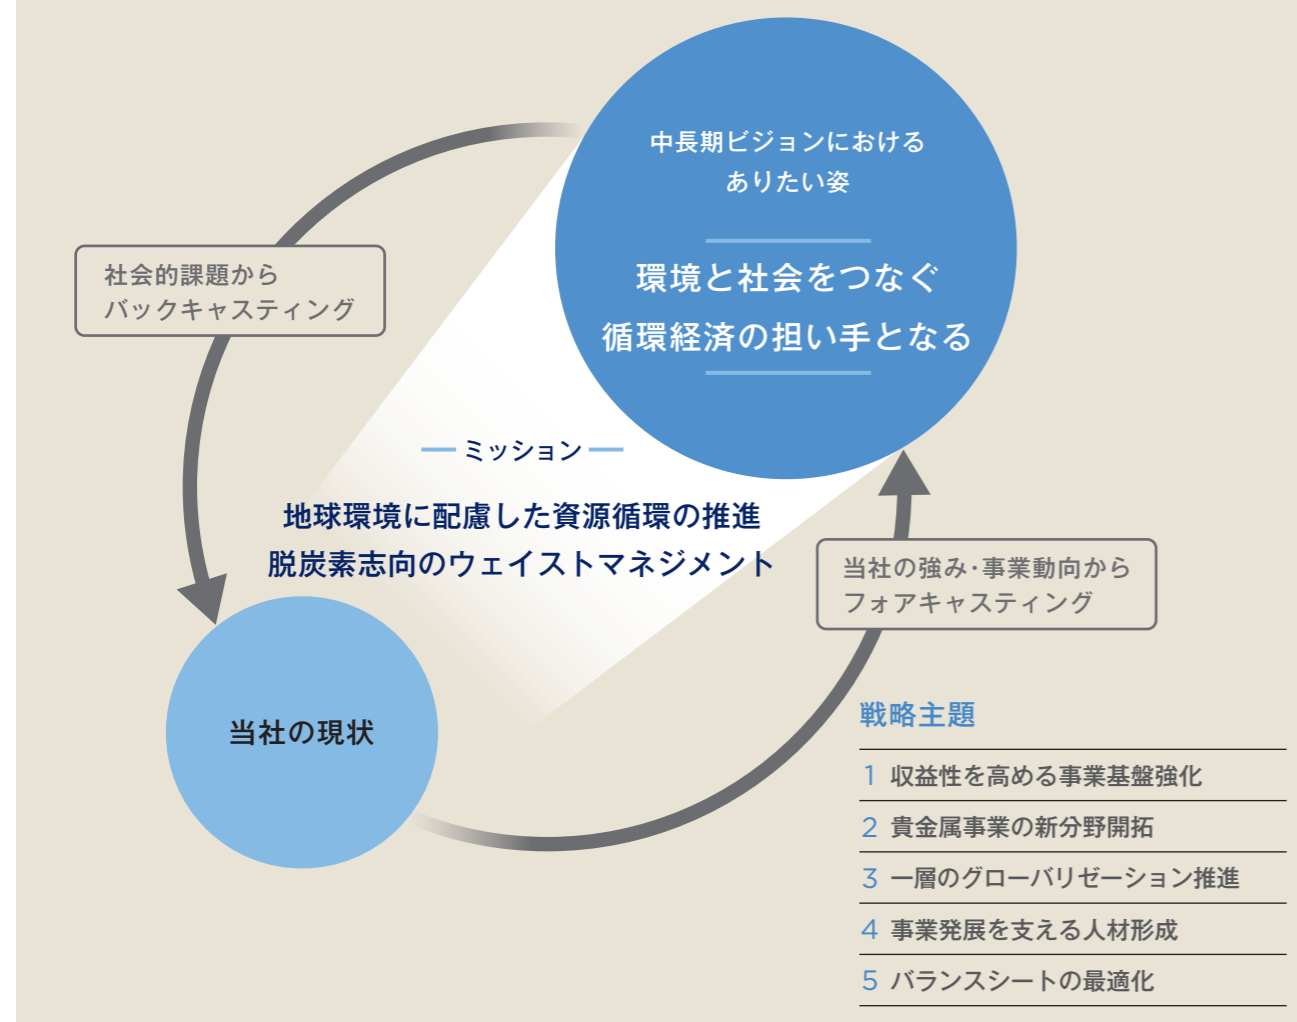 中長期ビジョンにおける
ありたい姿
環境と社会をつなぐ
循環経済の担い手となる
社会的課題から
バックキャスティング
ミッション
地球環境に配慮した資源循環の推進
脱炭素志向のウェイストマネジメント
当社の強み・事業動向から
フォアキャスティング
当社の現状
戦略主題
1 収益性を高める事業基盤強化
2 貴金属事業の新分野開拓
3 一層のグローバリゼーション推進
4 事業発展を支える人材形成
5 バランスシートの最適化